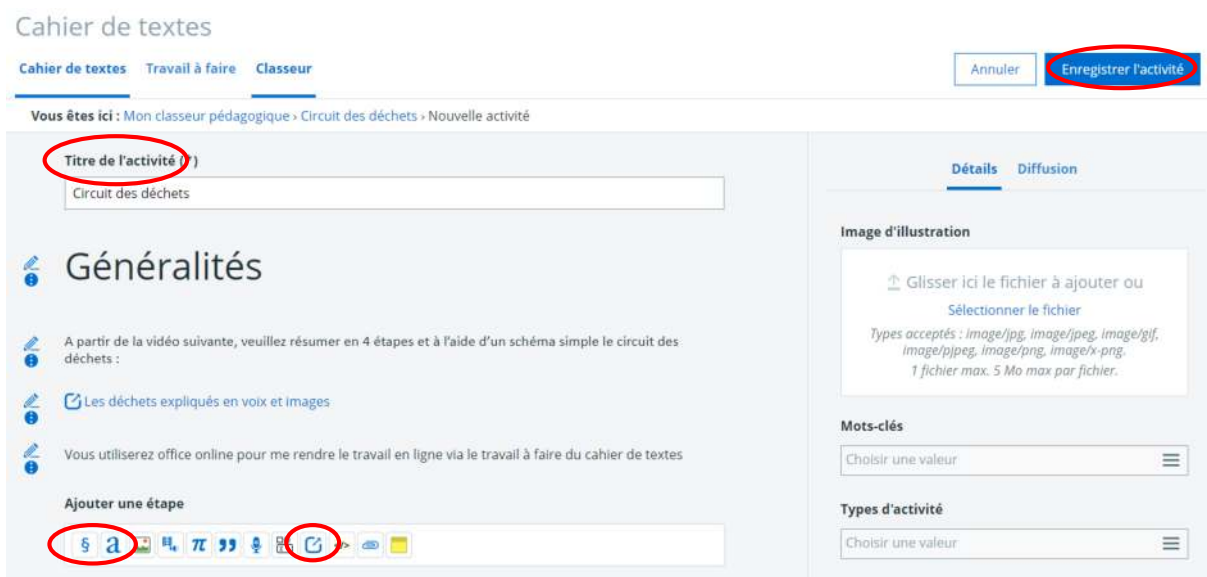 Cahier de textes
Cahier de textes Travail à faire Classeur
Annuler Enregistrer l'activité
Vous êtes ici : Mon classeur pédagogique › Circuit des déchets › Nouvelle activité
Titre de l'activité (*)
Circuit des déchets
Généralités
A partir de la vidéo suivante, veuillez résumer en 4 étapes et à l'aide d'un schéma simple le circuit des
déchets :
Les déchets expliqués en voix et images
Vous utiliserez office online pour me rendre le travail en ligne via le travail à faire du cahier de textes
Ajouter une étape
§ a π ❟❟ </>
Détails Diffusion
Image d'illustration
Glisser ici le fichier à ajouter ou
Sélectionner le fichier
Types acceptés : image/jpg, image/jpeg, image/gif,
image/pjpeg, image/png, image/x-png.
1 fichier max. 5 Mo max par fichier.
Mots-clés
Choisir une valeur
Types d'activité
Choisir une valeur